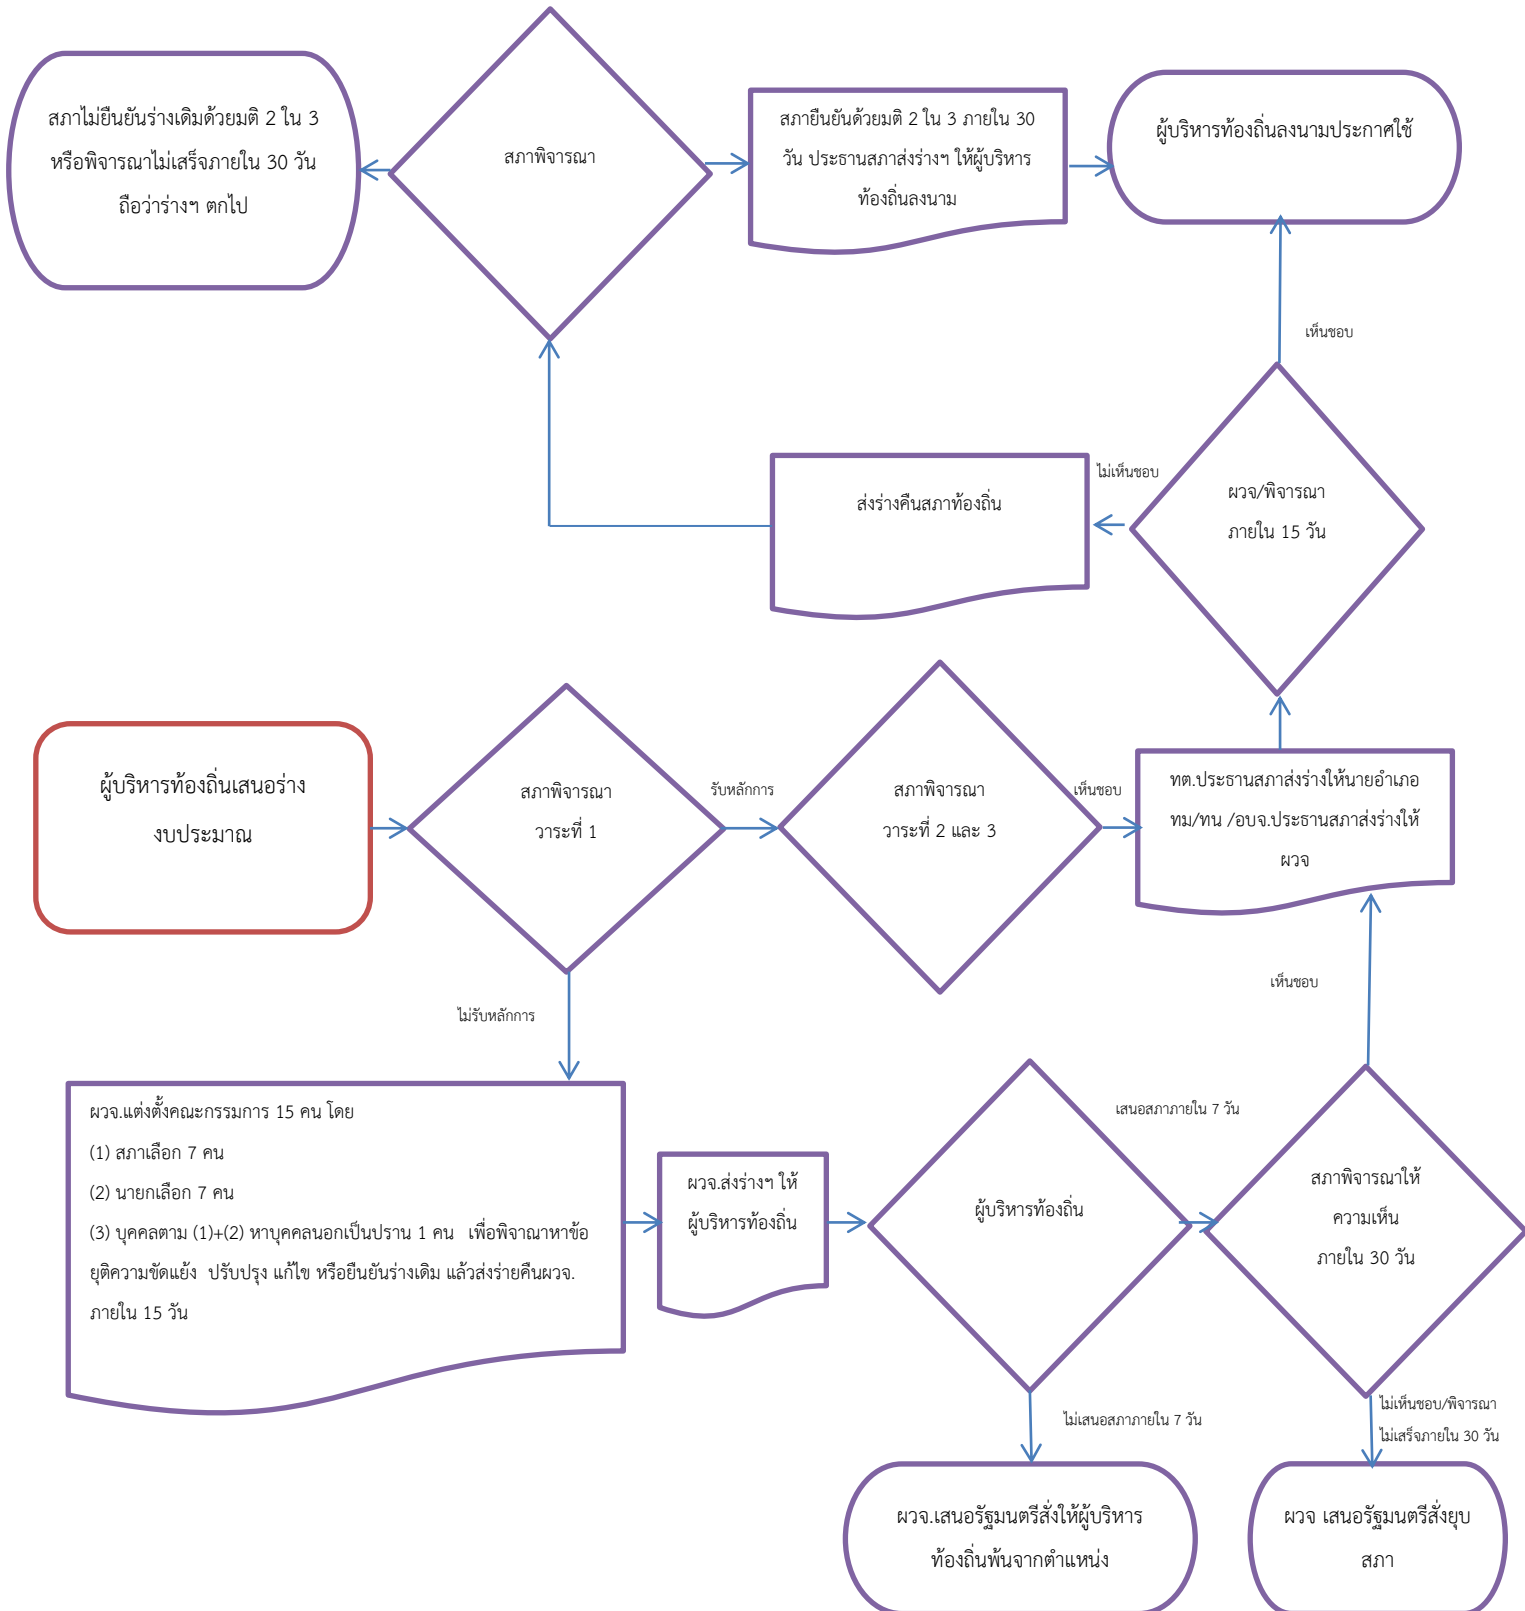 สภาไม่ยืนยันร่างเดิมด้วยมติ 2 ใน 3
หรือพิจารณาไม่เสร็จภายใน 30 วัน
ถือว่าร่างฯ ตกไป
สภาพิจารณา
สภายืนยันด้วยมติ 2 ใน 3 ภายใน 30
วัน ประธานสภาส่งร่างฯ ให้ผู้บริหาร
ท้องถิ่นลงนาม
ผู้บริหารท้องถิ่นลงนามประกาศใช้
เห็นชอบ
ส่งร่างคืนสภาท้องถิ่น
ไม่เห็นชอบ
ผวจ/พิจารณา
ภายใน 15 วัน
ผู้บริหารท้องถิ่นเสนอร่าง
งบประมาณ
สภาพิจารณา
วาระที่ 1
รับหลักการ
สภาพิจารณา
วาระที่ 2 และ 3
เห็นชอบ
ทต.ประธานสภาส่งร่างให้นายอำเภอ
ทม/ทน /อบจ.ประธานสภาส่งร่างให้
ผวจ
ไม่รับหลักการ
เห็นชอบ
ผวจ.แต่งตั้งคณะกรรมการ 15 คน โดย
(1) สภาเลือก 7 คน
(2) นายกเลือก 7 คน
(3) บุคคลตาม (1)+(2) หาบุคคลนอกเป็นปราน 1 คน เพื่อพิจาณาหาข้อ
ยุติความขัดแย้ง ปรับปรุง แก้ไข หรือยืนยันร่างเดิม แล้วส่งร่ายคืนผวจ.
ภายใน 15 วัน
ผวจ.ส่งร่างฯ ให้
ผู้บริหารท้องถิ่น
ผู้บริหารท้องถิ่น
เสนอสภาภายใน 7 วัน
สภาพิจารณาให้
ความเห็น
ภายใน 30 วัน
ไม่เสนอสภาภายใน 7 วัน
ไม่เห็นชอบ/พิจารณา
ไม่เสร็จภายใน 30 วัน
ผวจ.เสนอรัฐมนตรีสั่งให้ผู้บริหาร
ท้องถิ่นพ้นจากตำแหน่ง
ผวจ เสนอรัฐมนตรีสั่งยุบ
สภา